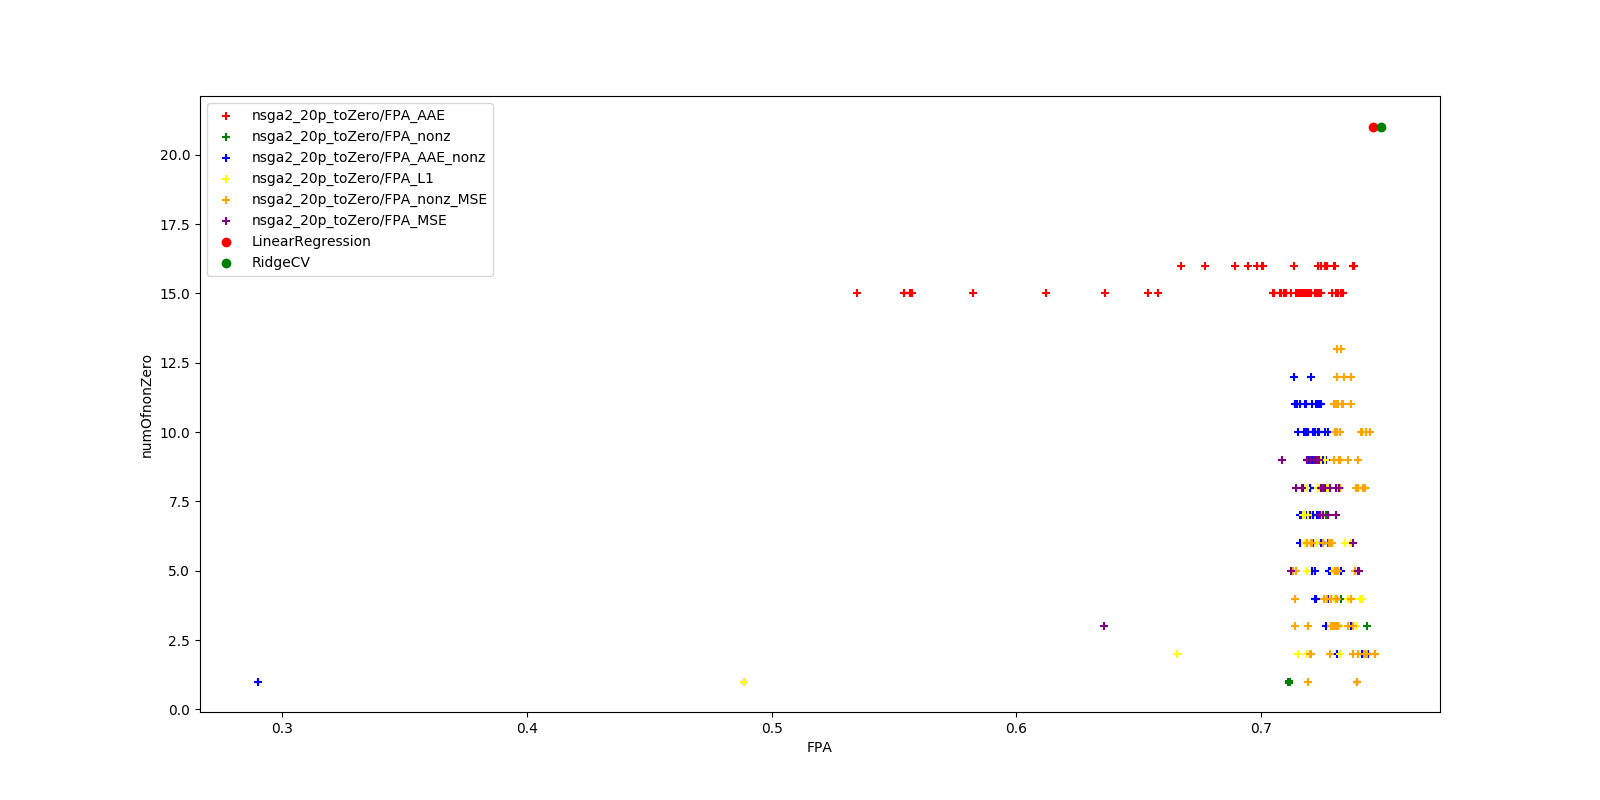 nsga2_20p_toZero/FPA_AAE
nsga2_20p_toZero/FPA_nonz
nsga2_20p_toZero/FPA_AAE_nonz
nsga2_20p_toZero/FPA_L1
nsga2_20p_toZero/FPA_nonz_MSE
nsga2_20p_toZero/FPA_MSE
LinearRegression
RidgeCV
20.0
17.5
15.0
12.5
10.0
7.5
5.0
2.5
0.0
numOfnonZero
0.3 0.4 0.5 0.6 0.7
FPA